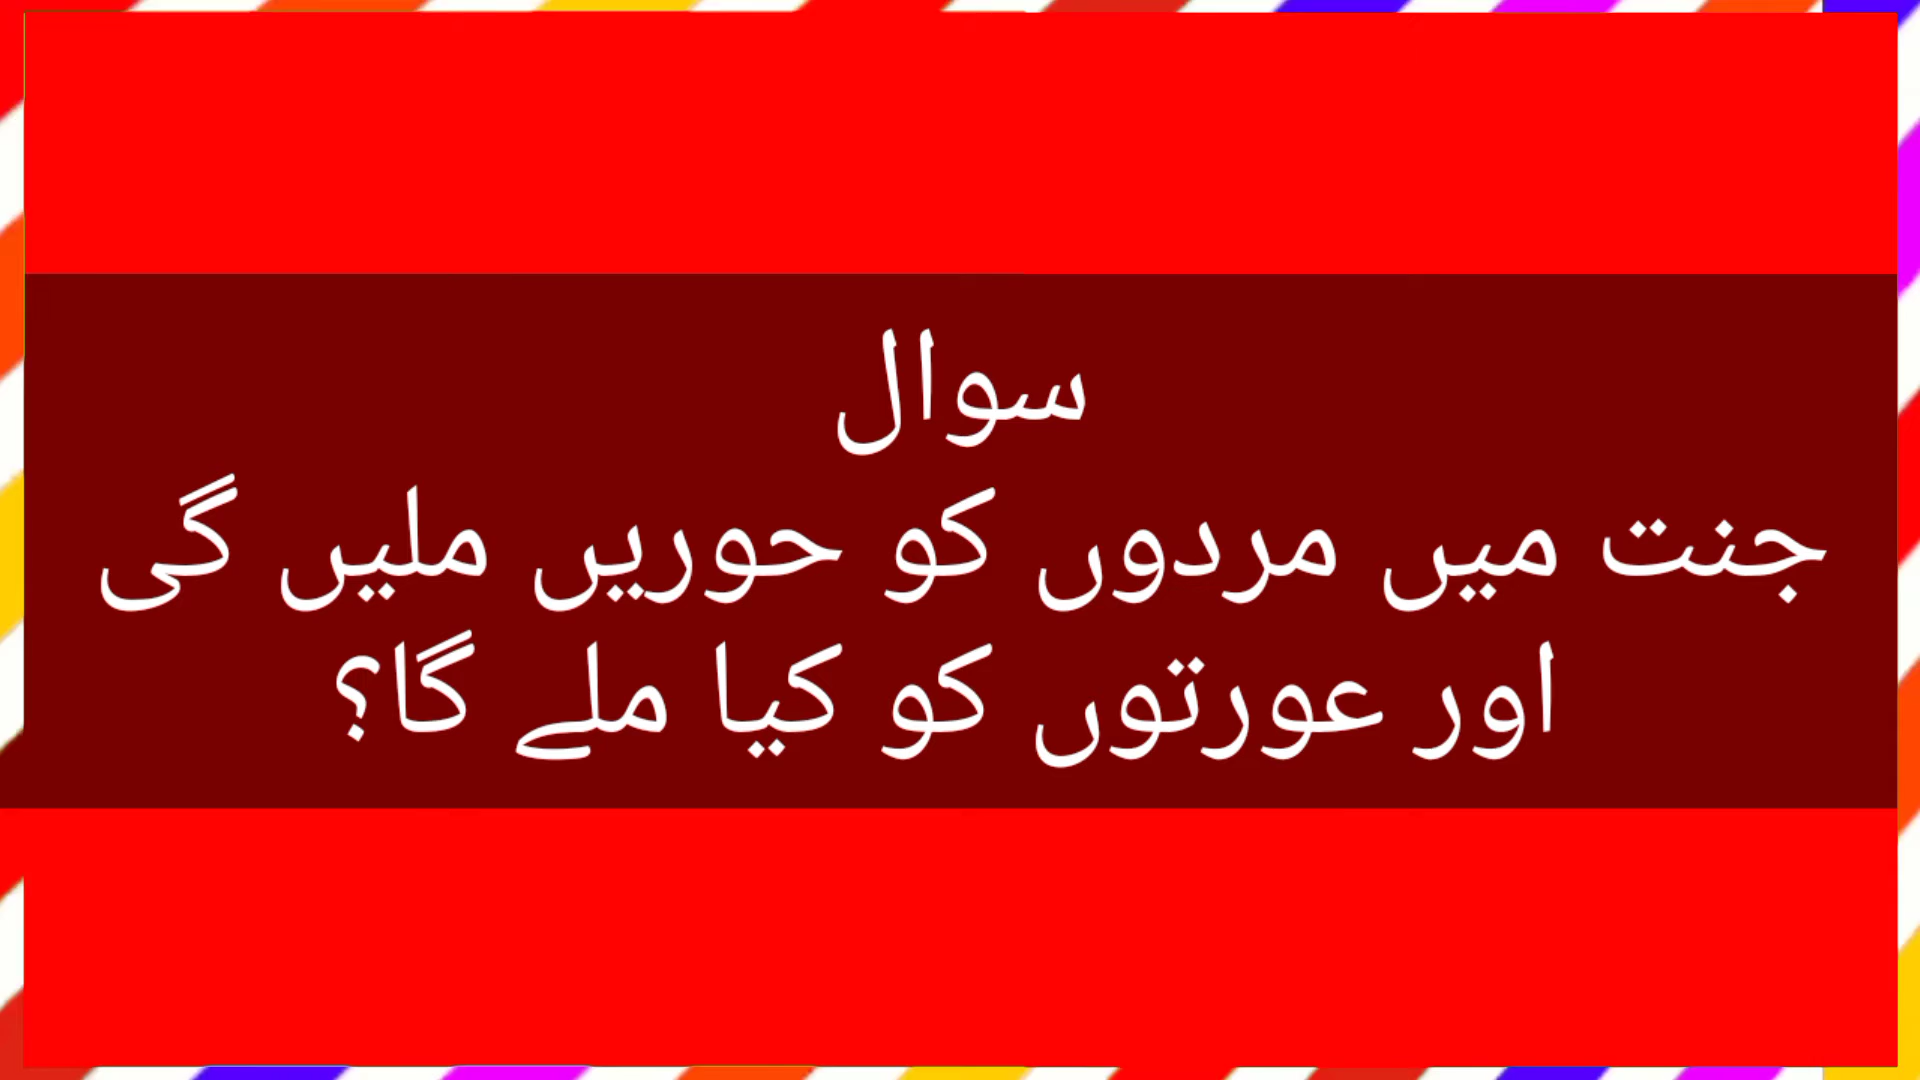 سوال
جنت میں مردوں کو حوریں ملیں گی
اور عورتوں کو کیا ملے گا؟